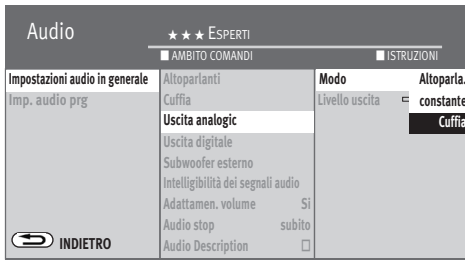 Audio
★★★ ESPERTI
AMBITO COMANDI
ISTRUZIONI
Impostazioni audio in generale
Imp. audio prg
INDIETRO
Altoparlanti
Cuffia
Uscita analogic
Uscita digitale
Subwoofer esterno
Intelligibilità dei segnali audio
Adattamen. volume Si
Audio stop subito
Audio Description
Modo
Livello uscita
Altoparla.
constante
Cuffia